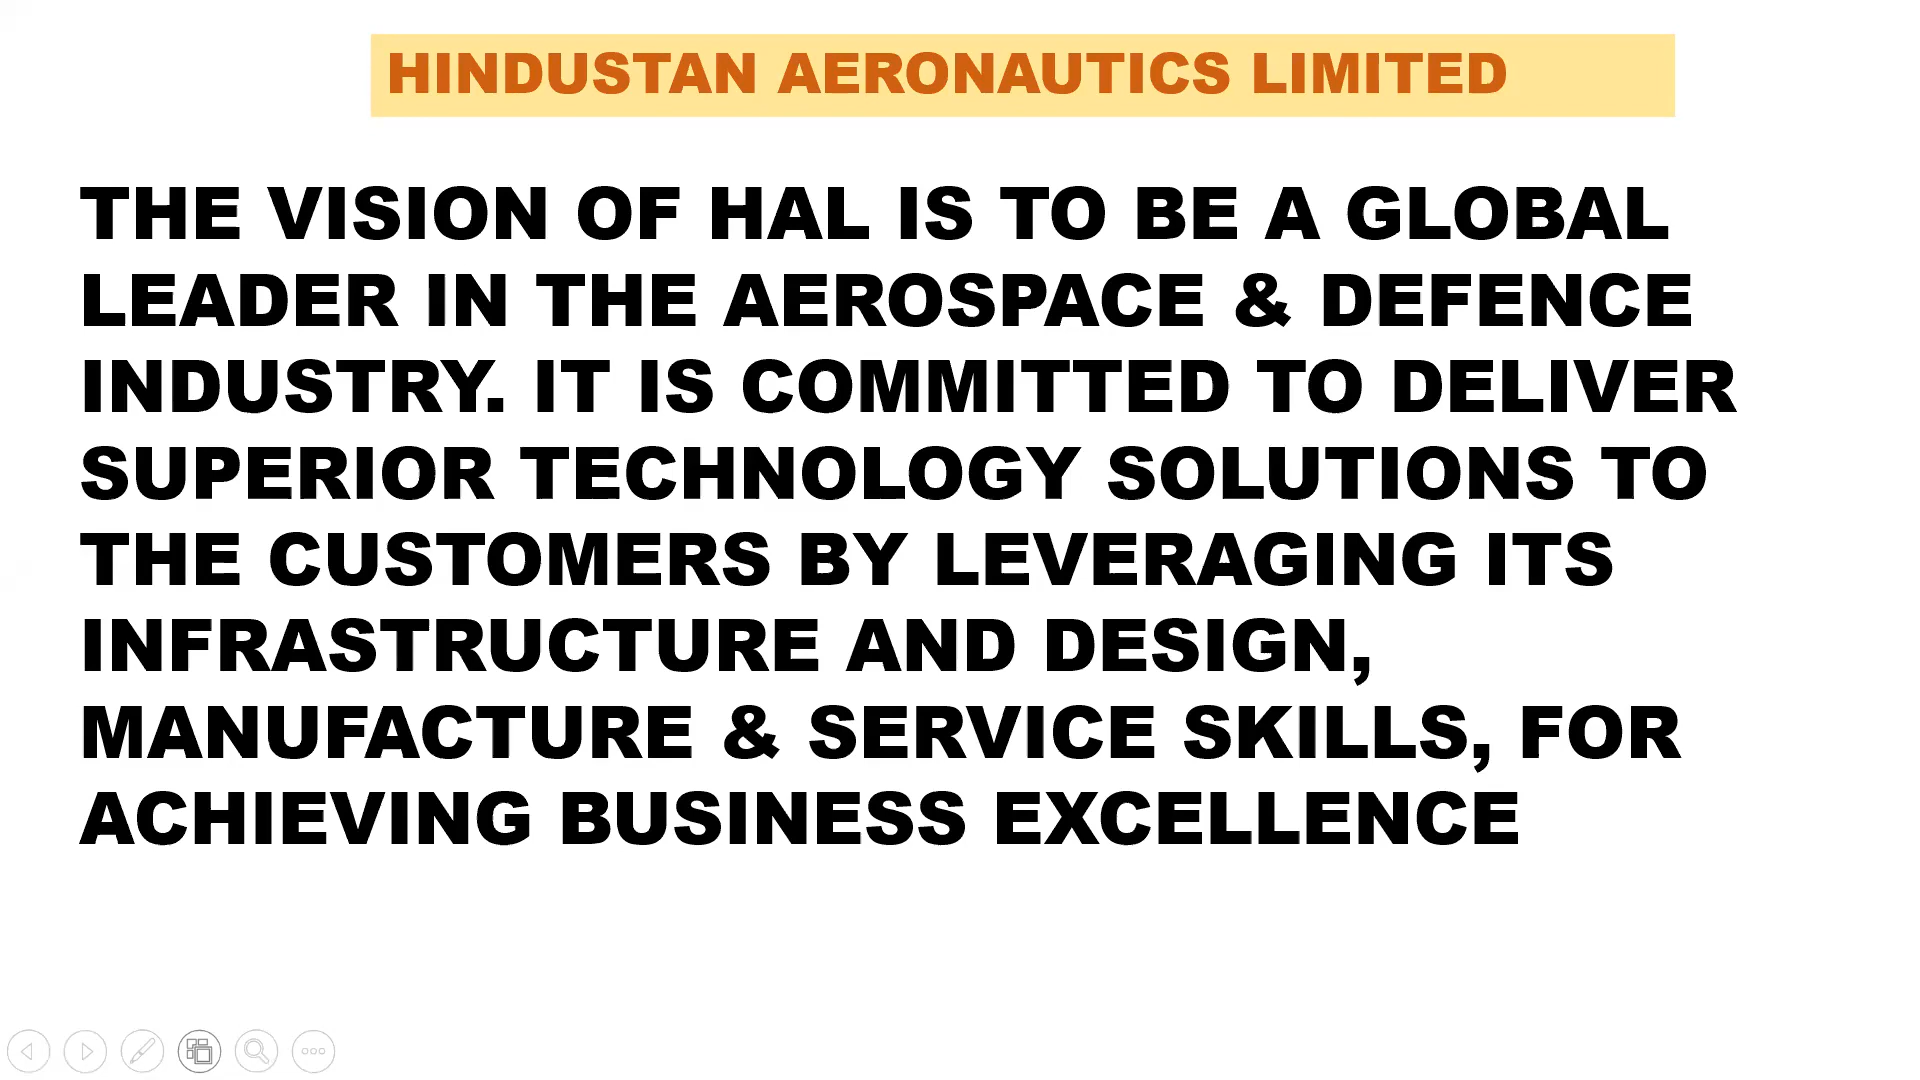 HINDUSTAN AERONAUTICS LIMITED
THE VISION OF HAL IS TO BE A GLOBAL
LEADER IN THE AEROSPACE & DEFENCE
INDUSTRY. IT IS COMMITTED TO DELIVER
SUPERIOR TECHNOLOGY SOLUTIONS TO
THE CUSTOMERS BY LEVERAGING ITS
INFRASTRUCTURE AND DESIGN,
MANUFACTURE & SERVICE SKILLS, FOR
ACHIEVING BUSINESS EXCELLENCE